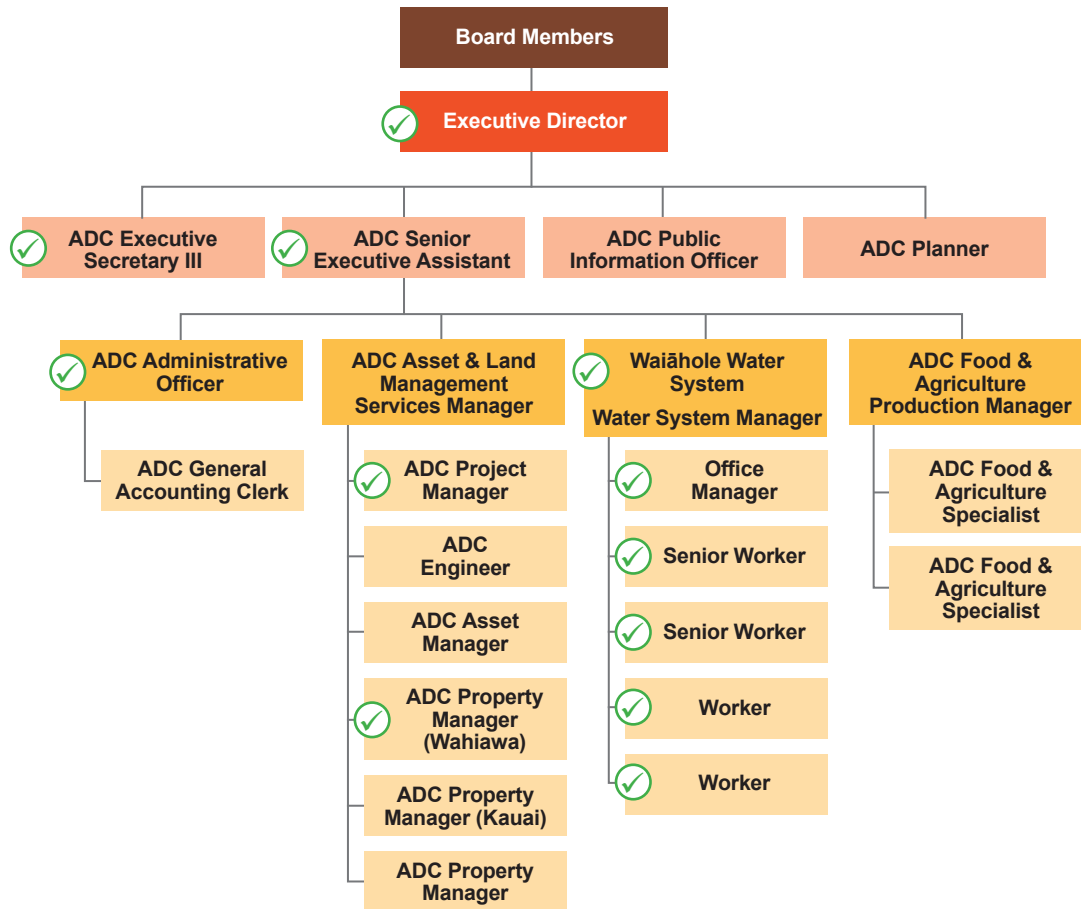 Board Members
Executive Director
ADC Executive
Secretary III
ADC Senior
Executive Assistant
ADC Public
Information Officer
ADC Planner
ADC Administrative
Officer
ADC General
Accounting Clerk
ADC Asset & Land
Management
Services Manager
ADC Project
Manager
ADC
Engineer
ADC Asset
Manager
ADC Property
Manager
(Wahiawa)
ADC Property
Manager (Kauai)
ADC Property
Manager
Waiāhole Water
System
Water System Manager
Office
Manager
Senior Worker
Senior Worker
Worker
Worker
ADC Food &
Agriculture
Production Manager
ADC Food &
Agriculture
Specialist
ADC Food &
Agriculture
Specialist